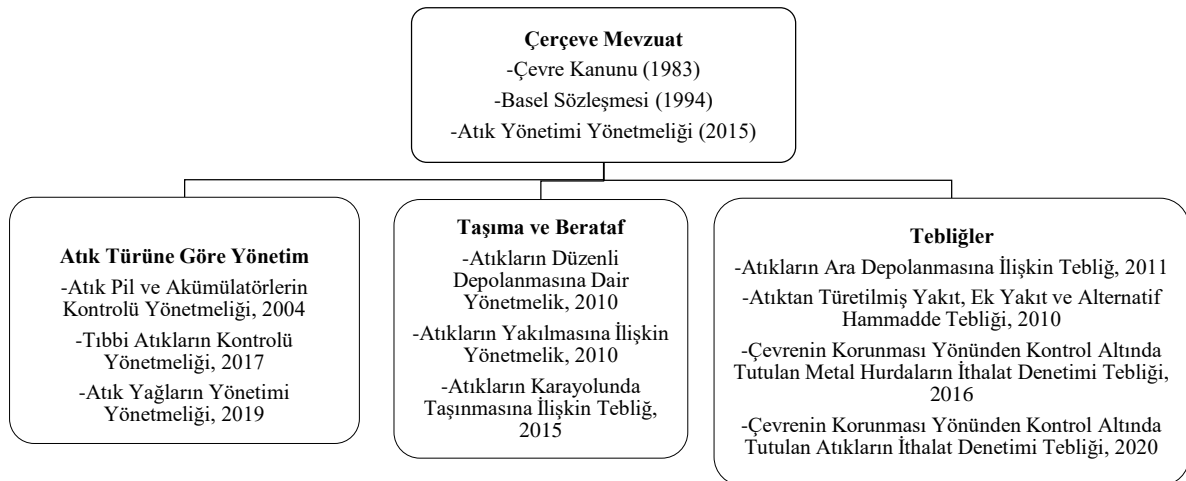 Çerçeve Mevzuat
-Çevre Kanunu (1983)
-Basel Sözleşmesi (1994)
-Atık Yönetimi Yönetmeliği (2015)
Atık Türüne Göre Yönetim
-Atık Pil ve Akümülatörlerin
Kontrolü Yönetmeliği, 2004
-Tıbbi Atıkların Kontrolü
Yönetmeliği, 2017
-Atık Yağların Yönetimi
Yönetmeliği, 2019
Taşıma ve Berataf
-Atıkların Düzenli
Depolanmasına Dair
Yönetmelik, 2010
-Atıkların Yakılmasına İlişkin
Yönetmelik, 2010
-Atıkların Karayolunda
Taşınmasına İlişkin Tebliğ,
2015
Tebliğler
-Atıkların Ara Depolanmasına İlişkin Tebliğ, 2011
-Atıktan Türetilmiş Yakıt, Ek Yakıt ve Alternatif
Hammadde Tebliği, 2010
-Çevrenin Korunması Yönünden Kontrol Altında
Tutulan Metal Hurdaların İthalat Denetimi Tebliği,
2016
-Çevrenin Korunması Yönünden Kontrol Altında
Tutulan Atıkların İthalat Denetimi Tebliği, 2020